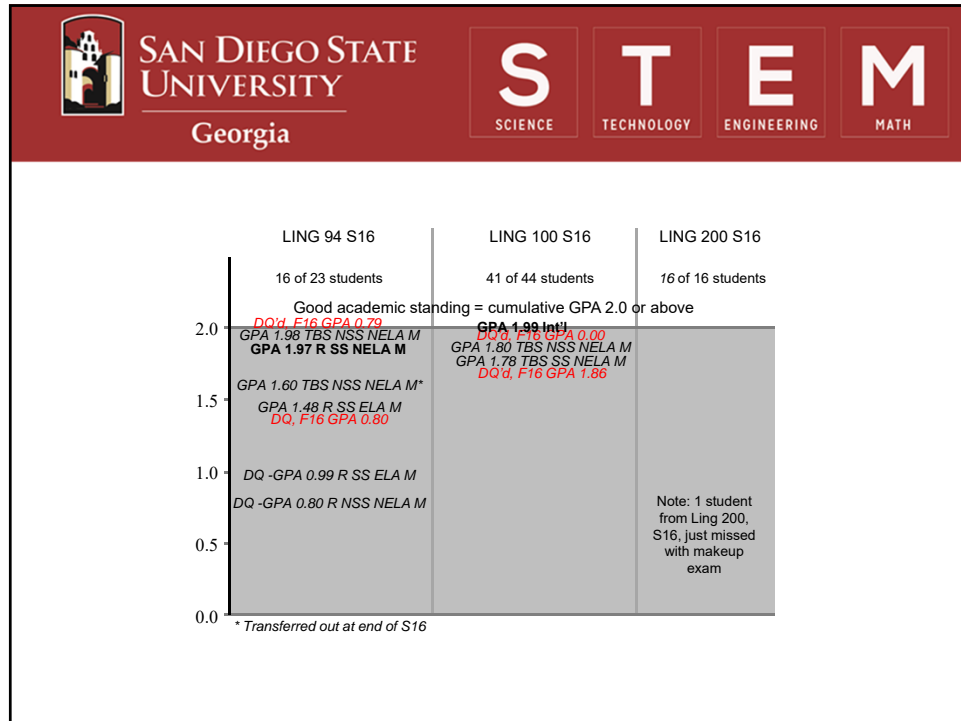 SAN DIEGO STATE
UNIVERSITY
Georgia
S
SCIENCE
T
TECHNOLOGY
E
ENGINEERING
M
MATH
LING 94 S16
LING 100 S16
LING 200 S16
16 of 23 students
41 of 44 students
16 of 16 students
Good academic standing = cumulative GPA 2.0 or above
2.0
1.5
1.0
0.5
0.0
DQ'd, F16 GPA 0.79
GPA 1.98 TBS NSS NELA M
GPA 1.97 R SS NELA M
GPA 1.60 TBS NSS NELA M*
GPA 1.48 R SS ELA M
DQ, F16 GPA 0.80
DQ -GPA 0.99 R SS ELA M
DQ -GPA 0.80 R NSS NELA M
GPA 1.99 Int'l
DQ'd, F16 GPA 0.00
GPA 1.80 TBS NSS NELA M
GPA 1.78 TBS SS NELA M
DQ'd, F16 GPA 1.86
Note: 1 student
from Ling 200,
S16, just missed
with makeup
exam
* Transferred out at end of S16